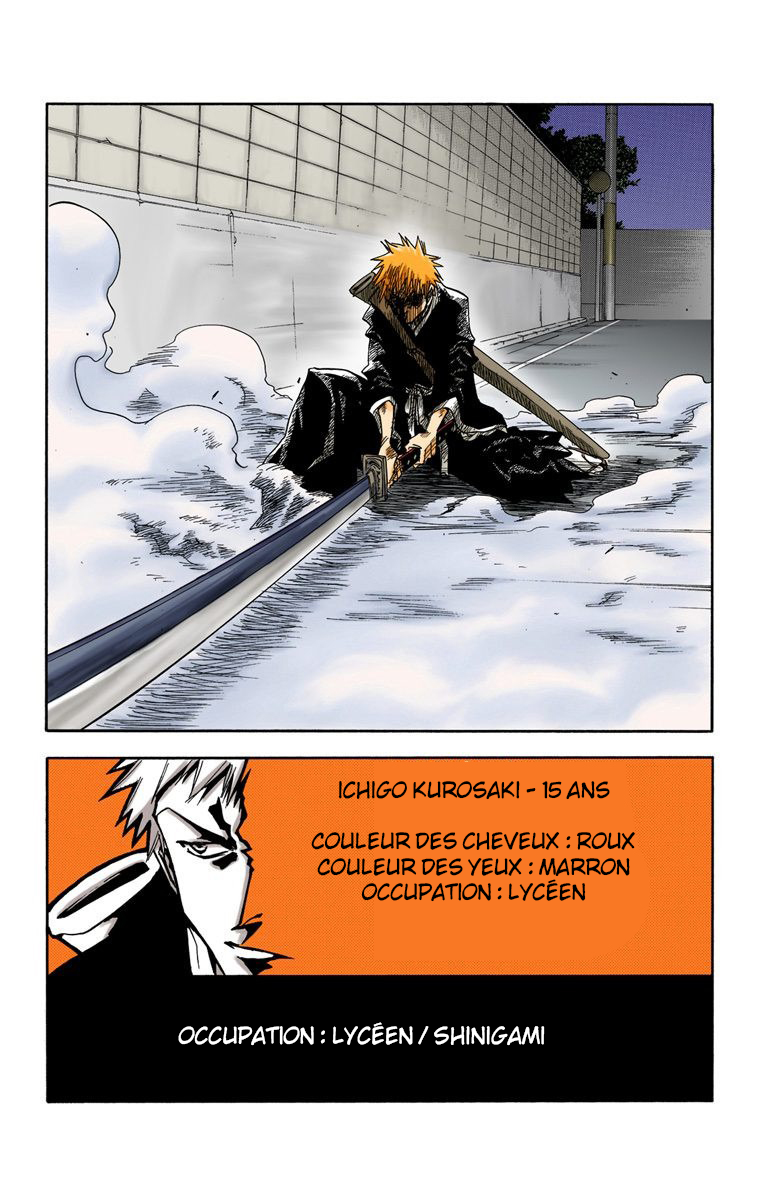 ICHIGO KUROSAKI - 15 ANS
COULEUR DES CHEVEUX : ROUX
COULEUR DES YEUX : MARRON
OCCUPATION : LYCÉEN
OCCUPATION : LYCÉEN / SHINIGAMI